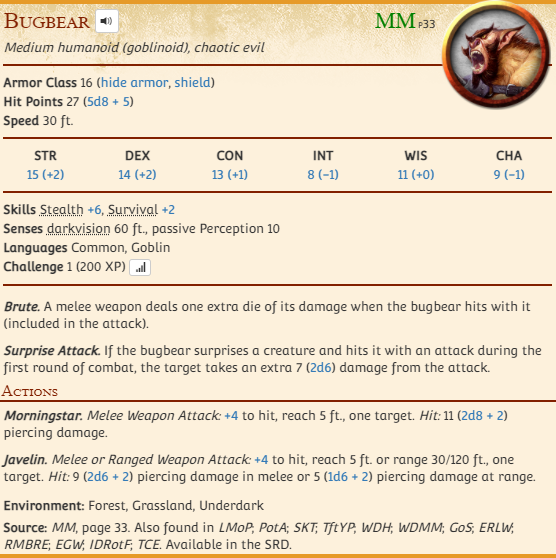 Bugbear MM p33
Medium humanoid (goblinoid), chaotic evil
Armor Class 16 (hide armor, shield)
Hit Points 27 (5d8 + 5)
Speed 30 ft.
STR DEX CON INT WIS CHA
15 (+2) 14 (+2) 13 (+1) 8 (−1) 11 (+0) 9 (−1)
Skills Stealth +6, Survival +2
Senses darkvision 60 ft., passive Perception 10
Languages Common, Goblin
Challenge 1 (200 XP)
Brute. A melee weapon deals one extra die of its damage when the bugbear hits with it
(included in the attack).
Surprise Attack. If the bugbear surprises a creature and hits it with an attack during the
first round of combat, the target takes an extra 7 (2d6) damage from the attack.
Actions
Morningstar. Melee Weapon Attack: +4 to hit, reach 5 ft., one target. Hit: 11 (2d8 + 2)
piercing damage.
Javelin. Melee or Ranged Weapon Attack: +4 to hit, reach 5 ft. or range 30/120 ft., one
target. Hit: 9 (2d6 + 2) piercing damage in melee or 5 (1d6 + 2) piercing damage at range.
Environment: Forest, Grassland, Underdark
Source: MM, page 33. Also found in LMoP; PotA; SKT; TftYP; WDH; WDMM; GoS; ERLW;
RMBRE; EGW; IDRotF; TCE. Available in the SRD.